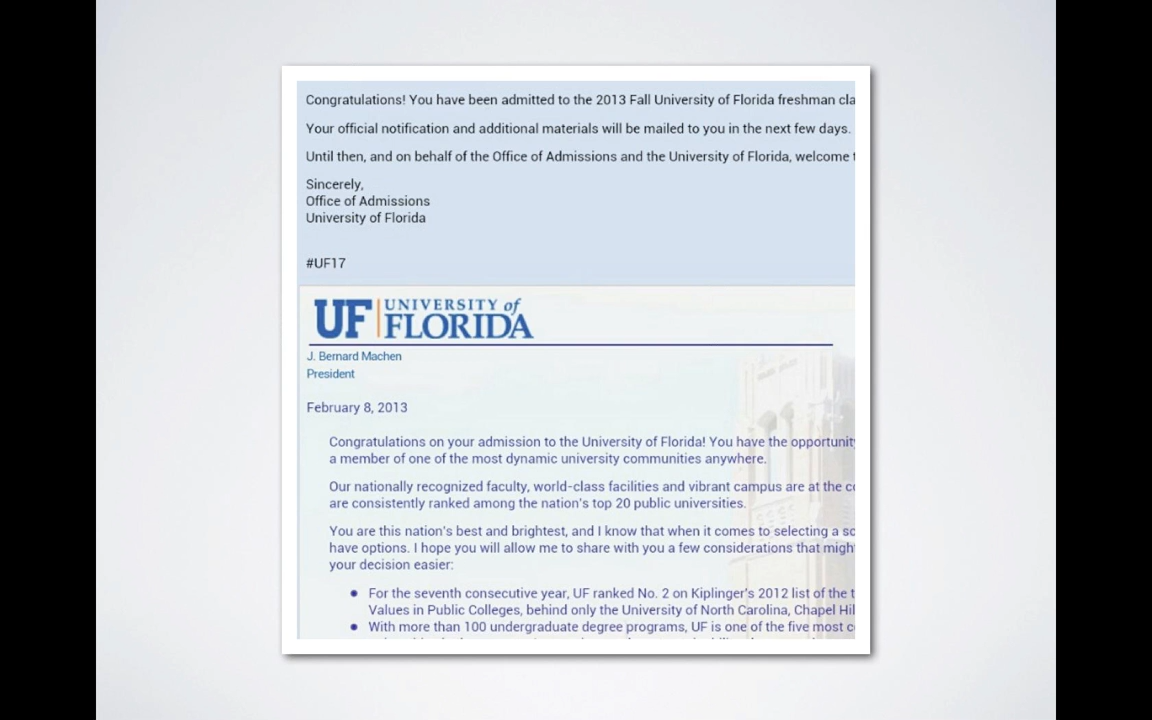 Congratulations! You have been admitted to the 2013 Fall University of Florida freshman cla
Your official notification and additional materials will be mailed to you in the next few days.
Until then, and on behalf of the Office of Admissions and the University of Florida, welcome t
Sincerely,
Office of Admissions
University of Florida
#UF17
UF UNIVERSITY of
FLORIDA
J. Bernard Machen
President
February 8, 2013
Congratulations on your admission to the University of Florida! You have the opportunity
a member of one of the most dynamic university communities anywhere.
Our nationally recognized faculty, world-class facilities and vibrant campus are at the co
are consistently ranked among the nation's top 20 public universities.
You are this nation's best and brightest, and I know that when it comes to selecting a sc
have options. I hope you will allow me to share with you a few considerations that migh
your decision easier:
• For the seventh consecutive year, UF ranked No. 2 on Kiplinger's 2012 list of the t
Values in Public Colleges, behind only the University of North Carolina, Chapel Hil
• With more than 100 undergraduate degree programs, UF is one of the five most c